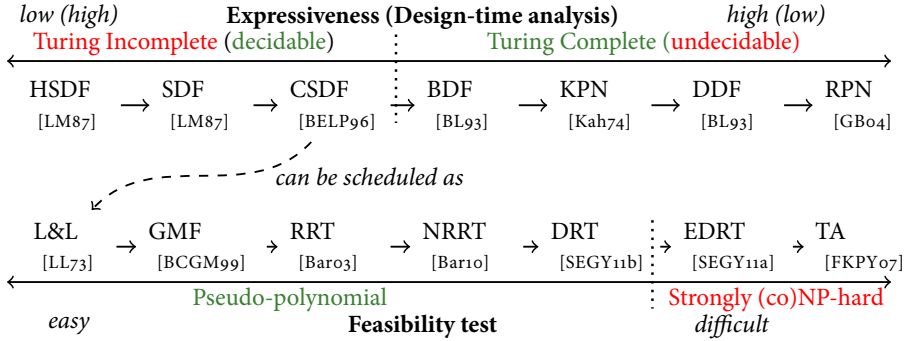 low (high) Expressiveness (Design-time analysis) high (low)
Turing Incomplete (decidable) Turing Complete (undecidable)
HSDF SDF CSDF BDF KPN DDF RPN
[LM87] [LM87] [BELP96] [BL93] [Kah74] [BL93] [GB04]
can be scheduled as
L&L GMF RRT NRRT DRT EDRT TA
[LL73] [BCGM99] [Bar03] [Bar10] [SEGY11b] [SEGY11a] [FKPY07]
Pseudo-polynomial Strongly (co)NP-hard
easy Feasibility test difficult